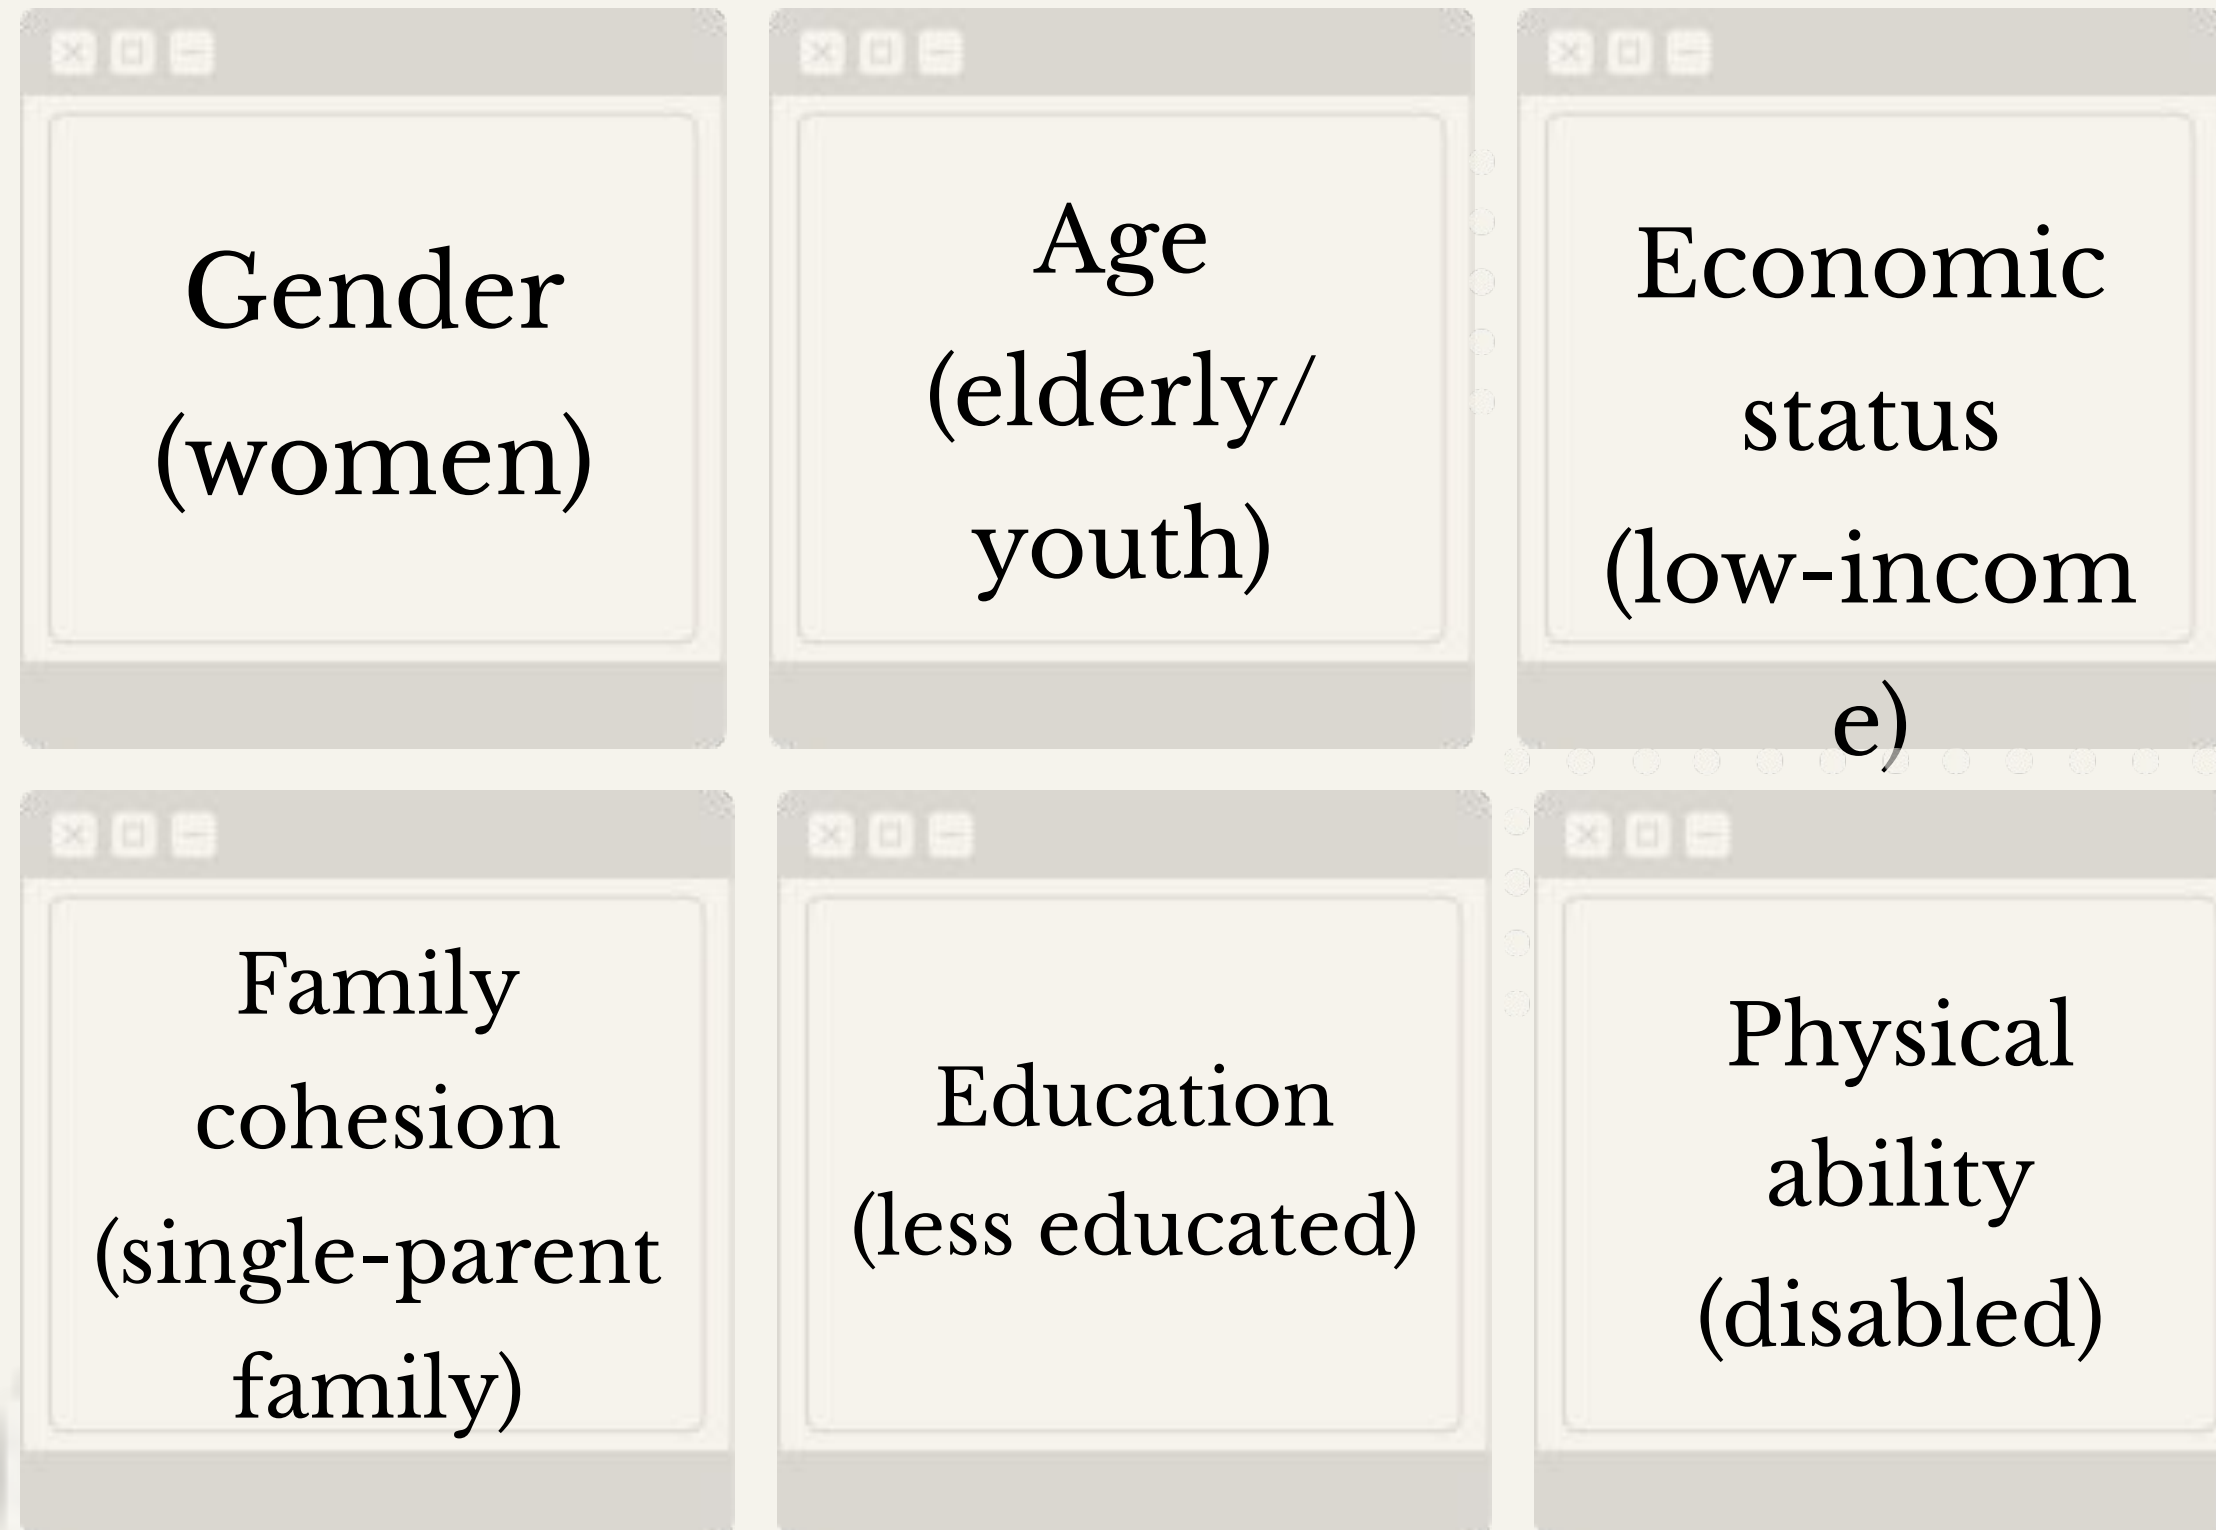 Gender
(women)
Age
(elderly/
youth)
Economic
status
(low-incom
e)
Family
cohesion
(single-parent
family)
Education
(less educated)
Physical
ability
(disabled)